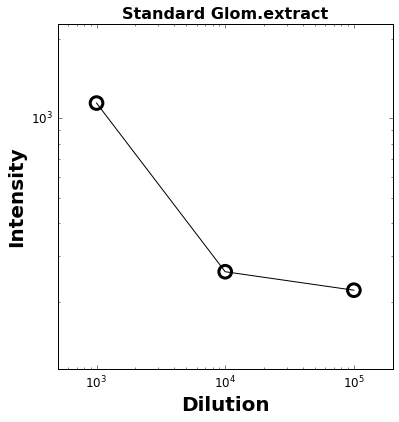 Standard Glom.extract
10³
Intensity
10³ 10⁴ 10⁵
Dilution